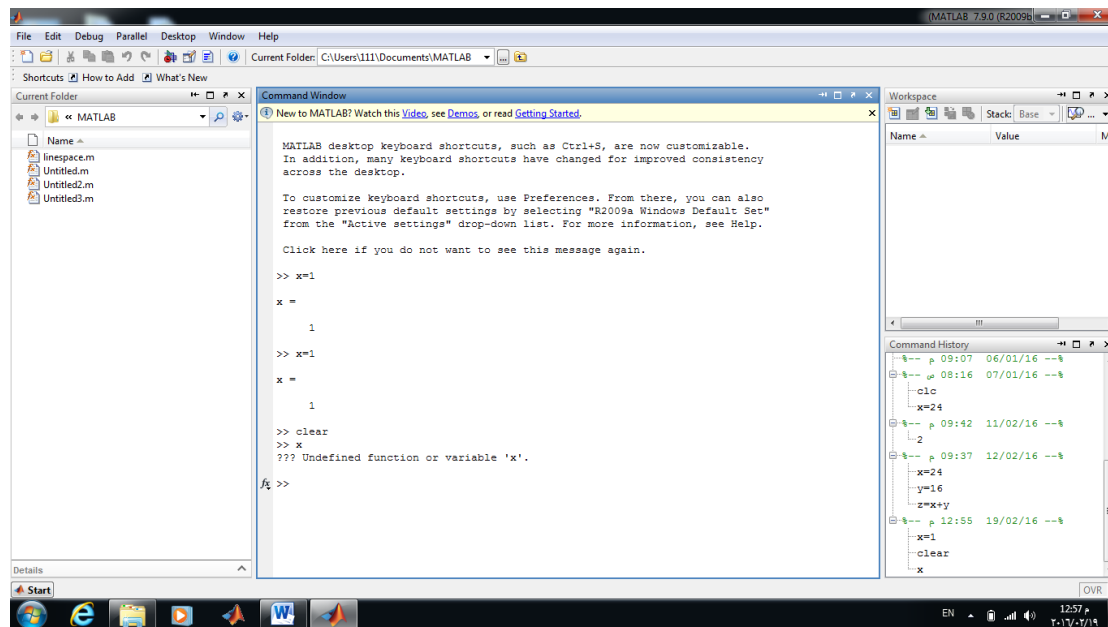 (MATLAB 7.9.0 (R2009b
File Edit Debug Parallel Desktop Window Help
Current Folder: C:\Users\111\Documents\MATLAB
Shortcuts How to Add What's New
Current Folder
« MATLAB
Name
linespace.m
Untitled.m
Untitled2.m
Untitled3.m
Details
Command Window
New to MATLAB? Watch this Video, see Demos, or read Getting Started.
MATLAB desktop keyboard shortcuts, such as Ctrl+S, are now customizable.
In addition, many keyboard shortcuts have changed for improved consistency
across the desktop.
To customize keyboard shortcuts, use Preferences. From there, you can also
restore previous default settings by selecting "R2009a Windows Default Set"
from the "Active settings" drop-down list. For more information, see Help.
Click here if you do not want to see this message again.
>> x=1
x =
1
>> x=1
x =
1
>> clear
>> x
??? Undefined function or variable 'x'.
fx >>
Workspace
Stack: Base
Name Value M
Command History
%-- م 09:07 06/01/16 --%
%-- ص 08:16 07/01/16 --%
clc
x=24
%-- م 09:42 11/02/16 --%
2
%-- م 09:37 12/02/16 --%
x=24
y=16
z=x+y
%-- م 12:55 19/02/16 --%
x=1
clear
x
Start
OVR
EN
12:57 م
٢٠١٦/٠٢/١٩